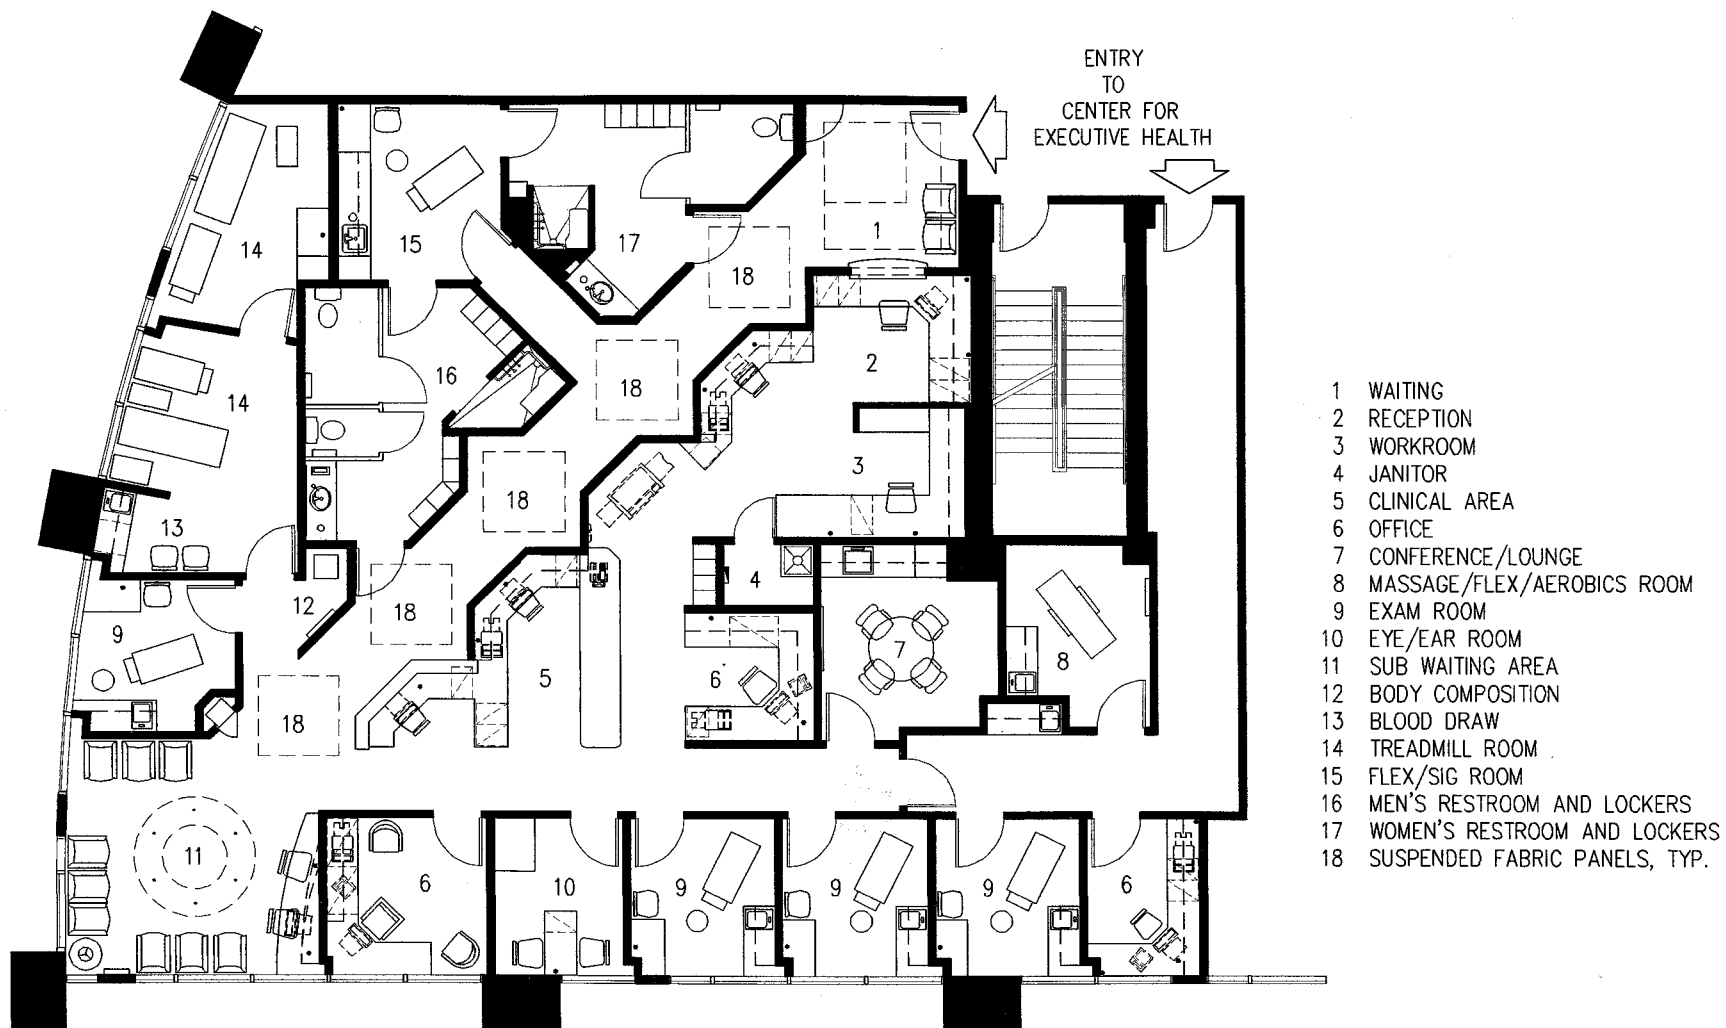 ENTRY
TO
CENTER FOR
EXECUTIVE HEALTH
14
15
17
18
1
16
18
2
14
18
3
13
18
12
4
9
18
5
6
7
8
11
6
10
9
9
9
6
1 WAITING
2 RECEPTION
3 WORKROOM
4 JANITOR
5 CLINICAL AREA
6 OFFICE
7 CONFERENCE/LOUNGE
8 MASSAGE/FLEX/AEROBICS ROOM
9 EXAM ROOM
10 EYE/EAR ROOM
11 SUB WAITING AREA
12 BODY COMPOSITION
13 BLOOD DRAW
14 TREADMILL ROOM
15 FLEX/SIG ROOM
16 MEN'S RESTROOM AND LOCKERS
17 WOMEN'S RESTROOM AND LOCKERS
18 SUSPENDED FABRIC PANELS, TYP.
18